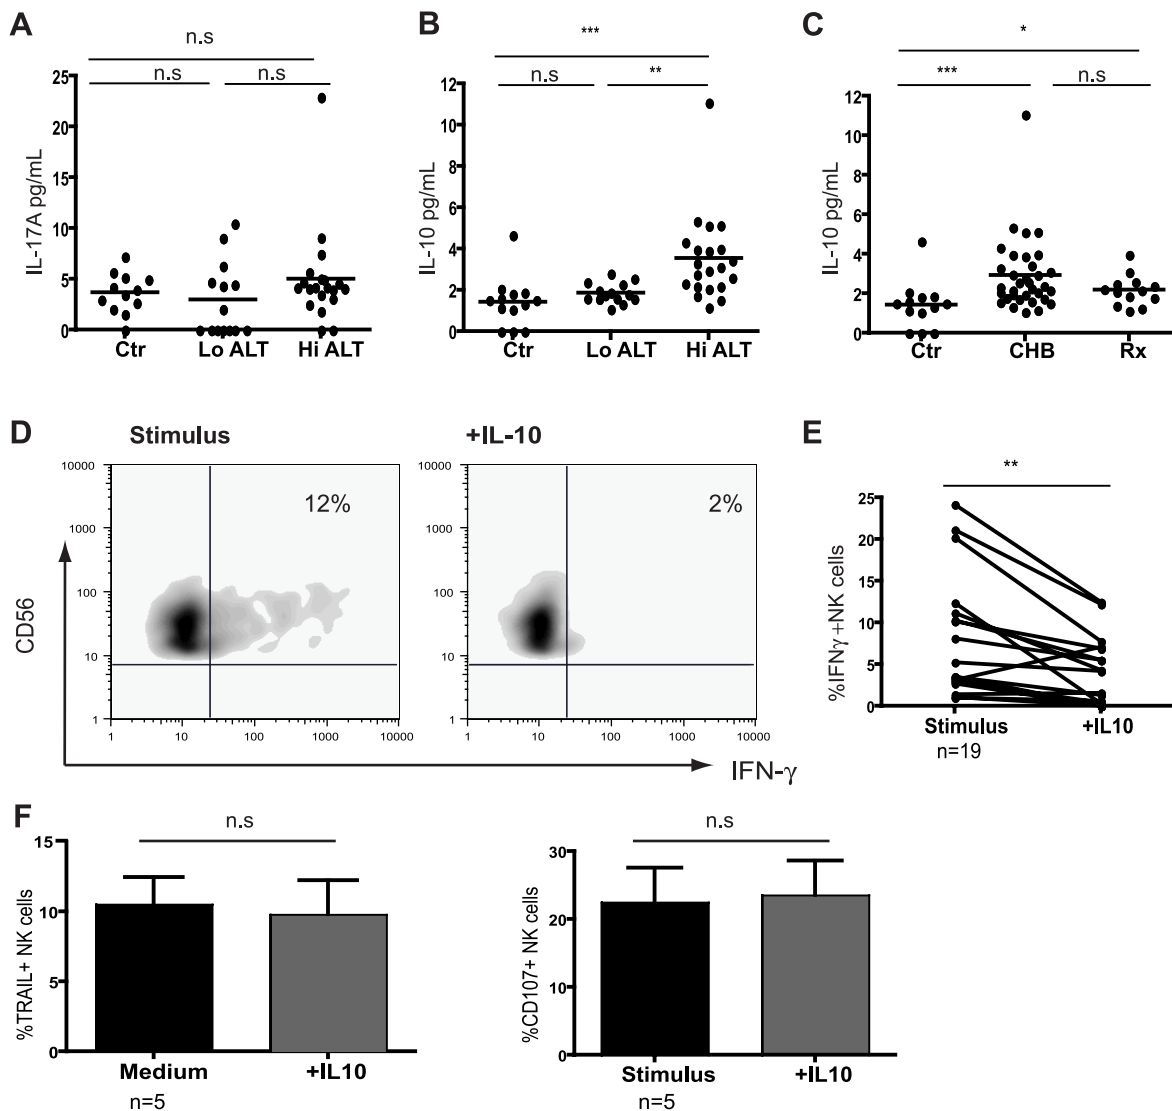 A
n.s
n.s
n.s
IL-17A pg/mL
25
20
15
10
5
0
Ctr
Lo ALT
Hi ALT
B
***
n.s
**
IL-10 pg/mL
12
10
8
6
4
2
0
Ctr
Lo ALT
Hi ALT
C
*
***
n.s
IL-10 pg/mL
12
10
8
6
4
2
0
Ctr
CHB
Rx
D
Stimulus
+IL-10
CD56
10000
1000
100
10
1
12%
1
10
100
1000
10000
10000
1000
100
10
1
2%
1
10
100
1000
10000
IFN-γ
E
**
%IFNγ+NK cells
25
20
15
10
5
0
Stimulus
+IL10
n=19
F
n.s
%TRAIL+ NK cells
15
10
5
0
Medium
+IL10
n=5
n.s
%CD107+ NK cells
30
20
10
0
Stimulus
+IL10
n=5